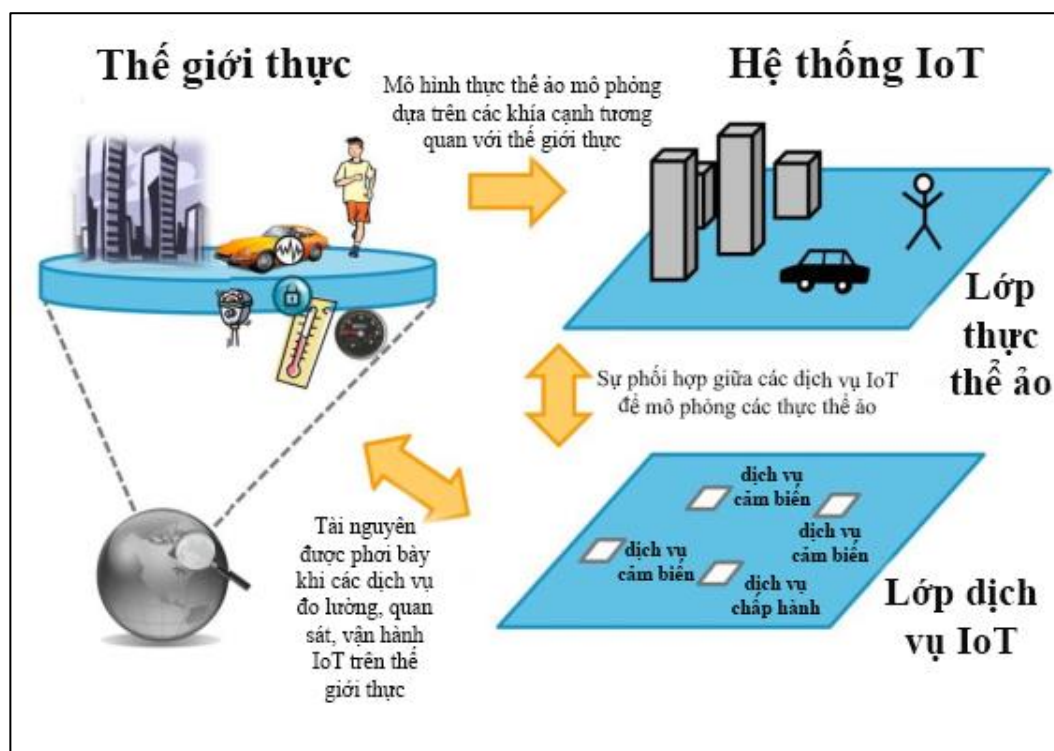 Thế giới thực
Mô hình thực thể ảo mô phỏng
dựa trên các khía cạnh tương
quan với thế giới thực
Hệ thống IoT
Lớp
thực
thể ảo
Sự phối hợp giữa các dịch vụ IoT
để mô phỏng các thực thể ảo
Tài nguyên
được phơi bày
khi các dịch vụ
đo lường, quan
sát, vận hành
IoT trên thế
giới thực
dịch vụ
cảm biến
dịch vụ
cảm biến
dịch vụ
cảm biến
dịch vụ
chấp hành
Lớp dịch
vụ IoT